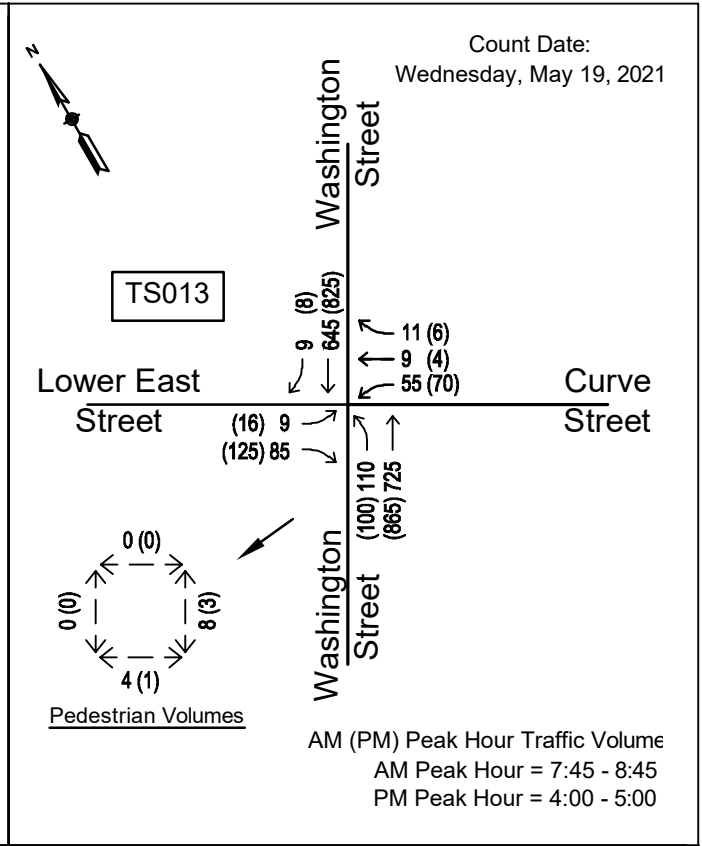 N
Count Date:
Wednesday, May 19, 2021
Washington
Street
TS013
9 (8)
645 (825)
11 (6)
9 (4)
55 (70)
Lower East
Street
Curve
Street
(16) 9
(125) 85
(100) 110
(865) 725
Washington
Street
0 (0)
0 (0)
8 (3)
4 (1)
Pedestrian Volumes
AM (PM) Peak Hour Traffic Volume
AM Peak Hour = 7:45 - 8:45
PM Peak Hour = 4:00 - 5:00